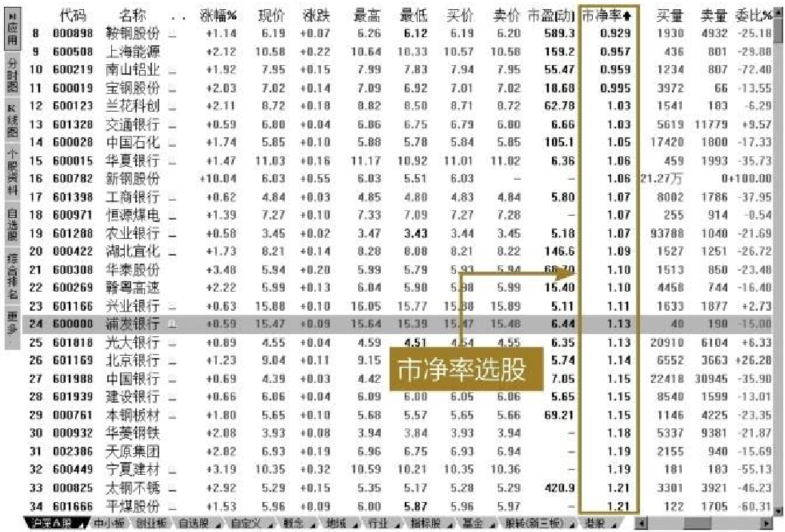 代码 名称 .. 涨幅% 现价 涨跌 最高 最低 买价 卖价 市盈[动] 市净率↑ 买量 卖量 委比%
8 000898 鞍钢股份 +1.14 6.19 +0.07 6.26 6.12 6.19 6.20 589.3 0.929 1930 4932 -25.18
9 600508 上海能源 +2.12 10.58 +0.22 10.64 10.33 10.57 10.58 159.2 0.957 436 801 -29.88
10 600219 南山铝业 +1.92 7.95 +0.15 7.99 7.83 7.94 7.95 55.47 0.959 1234 807 -72.40
11 600019 宝钢股份 +2.03 7.02 +0.14 7.09 6.92 7.01 7.02 18.68 0.995 3972 66 -13.55
12 600123 兰花科创 +2.11 8.72 +0.18 8.82 8.50 8.71 8.72 62.78 1.03 1541 183 -6.29
13 601328 交通银行 +0.59 6.80 +0.04 6.86 6.75 6.79 6.80 6.66 1.03 5619 11779 +9.57
14 600028 中国石化 +1.74 5.85 +0.10 5.88 5.78 5.84 5.85 105.1 1.05 17420 1800 -17.33
15 600015 华夏银行 +1.47 11.03 +0.16 11.17 10.92 11.01 11.02 6.36 1.06 459 1993 -35.73
16 600782 新钢股份 +10.04 6.03 +0.55 6.03 5.51 6.03 — — 1.06 21.27万 0 +100.00
17 601398 工商银行 +0.62 4.84 +0.03 4.85 4.80 4.83 4.84 5.80 1.07 8002 1786 -37.95
18 600971 恒源煤电 +1.39 7.27 +0.10 7.33 7.09 7.27 7.28 — 1.07 255 914 -0.54
19 601288 农业银行 +0.58 3.45 +0.02 3.47 3.43 3.44 3.45 5.18 1.07 93788 1040 -21.69
20 000422 湖北宜化 +1.73 8.21 +0.14 8.28 8.08 8.21 8.22 146.6 1.09 1527 1251 -26.72
21 600308 华泰股份 +3.48 5.94 +0.20 5.99 5.79 5.93 5.94 1.10 1513 850 -23.48
22 600269 赣粤高速 +2.22 5.99 +0.13 6.04 5.90 5.98 5.99 15.40 1.10 4458 744 -16.40
23 601166 兴业银行 +0.63 15.88 +0.10 16.05 15.77 15.88 15.89 5.11 1.11 1633 1877 +2.73
24 600000 浦发银行 +0.59 15.47 +0.09 15.64 15.39 15.47 15.48 6.44 1.13 40 190 -15.00
25 601818 光大银行 +0.89 4.55 +0.04 4.59 4.51 4.54 4.55 6.35 1.13 20910 6104 +6.33
26 601169 北京银行 +1.23 9.04 +0.11 9.15 5.74 1.14 6552 3663 +26.20
27 601988 中国银行 +0.69 4.39 +0.03 4.42 7.05 1.15 22418 30945 -35.90
28 601939 建设银行 +0.66 6.06 +0.04 6.09 6.00 6.05 6.06 5.65 1.15 8540 1599 -13.01
29 000761 本钢板材 +1.80 5.65 +0.10 5.68 5.57 5.65 5.66 69.21 1.15 1146 4225 -23.35
30 000932 华菱钢铁 +2.08 3.93 +0.08 3.94 3.84 3.93 3.94 — 1.18 5337 9381 -21.87
31 002386 天原集团 +2.82 6.93 +0.19 6.96 6.75 6.93 6.94 — 1.19 2155 940 -15.69
32 600449 宁夏建材 +3.19 10.35 +0.32 10.59 10.21 10.35 10.36 — 1.19 181 183 -55.13
33 000825 太钢不锈 +2.92 5.29 +0.15 5.35 5.17 5.28 5.29 420.9 1.21 3301 3921 -46.23
34 601666 平煤股份 +1.53 5.96 +0.09 6.00 5.87 5.96 5.97 — 1.21 122 1705 -60.31
市净率选股
应用
分时图
K线图
个股资料
自选股
综合排名
更多
沪深A股 中小板 创业板 自选股 自定义 概念 地域 行业 指标股 基金 股转(新三板) 港股